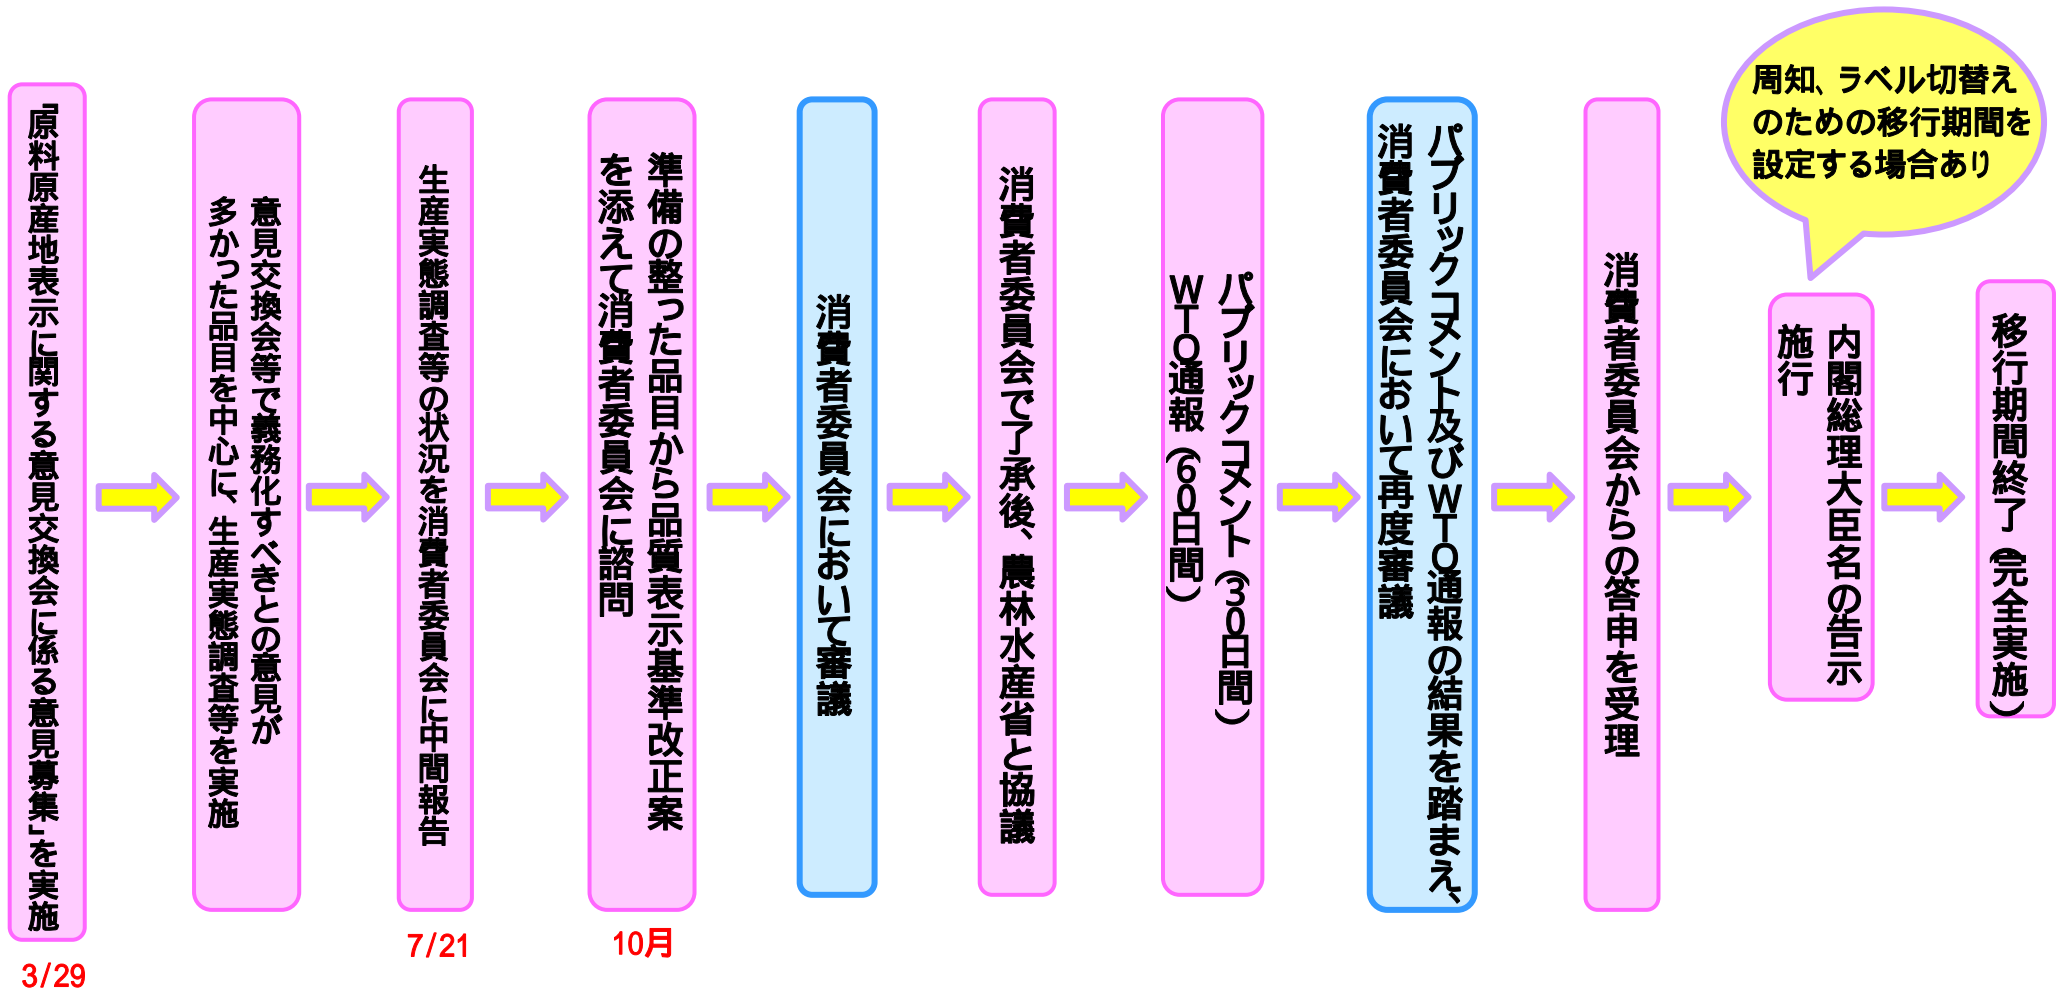 「原料原産地表示に関する意見交換会に係る意見募集」を実施
3/29
意見交換会等で義務化すべきとの意見が
多かった品目を中心に、生産実態調査等を実施
生産実態調査等の状況を消費者委員会に中間報告
7/21
準備の整った品目から品質表示基準改正案
を添えて消費者委員会に諮問
10月
消費者委員会において審議
消費者委員会で了承後、農林水産省と協議
パブリックコメント(30日間)
WTO通報(60日間)
パブリックコメント及びWTO通報の結果を踏まえ、
消費者委員会において再度審議
消費者委員会からの答申を受理
周知、ラベル切替え
のための移行期間を
設定する場合あり
内閣総理大臣名の告示
施行
移行期間終了(完全実施)